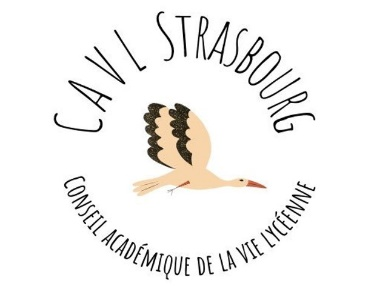 CAVL STRASBOURG
CONSEIL ACADÉMIQUE DE LA VIE LYCÉENNE